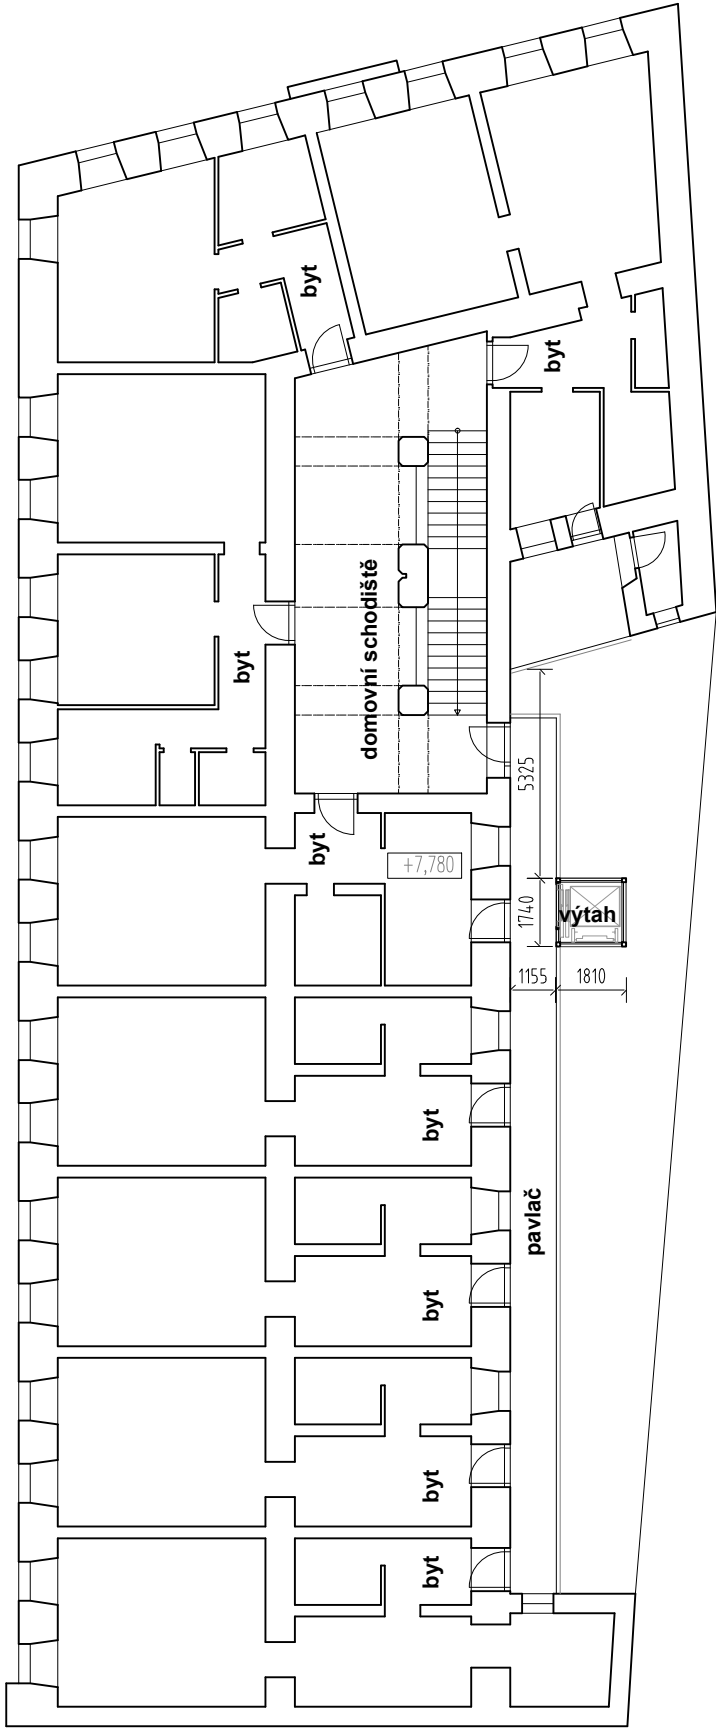 byt
byt
domovní schodiště
byt
5325
byt
+7,780
1740
výtah
1155
1810
byt
pavlač
byt
byt
byt